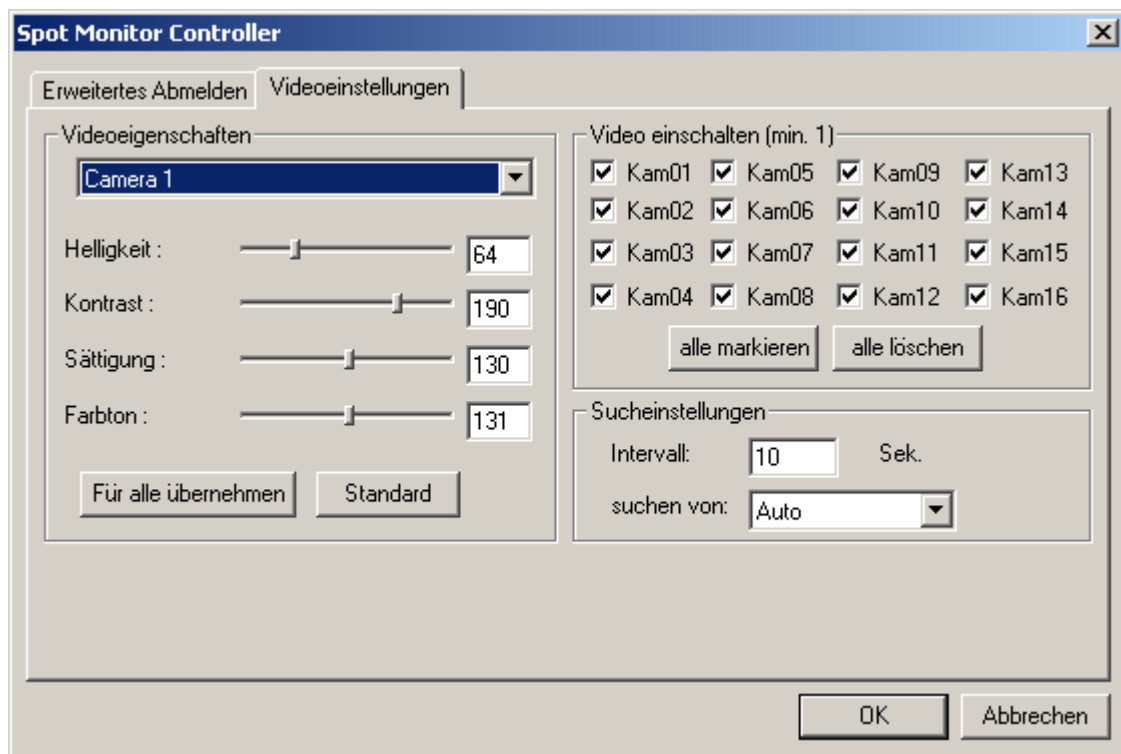 Spot Monitor Controller
Erweitertes Abmelden
Videoeinstellungen
Videoeigenschaften
Camera 1
Helligkeit :
64
Kontrast :
190
Sättigung :
130
Farbton :
131
Für alle übernehmen
Standard
Video einschalten (min. 1)
Kam01 Kam05 Kam09 Kam13
Kam02 Kam06 Kam10 Kam14
Kam03 Kam07 Kam11 Kam15
Kam04 Kam08 Kam12 Kam16
alle markieren
alle löschen
Sucheinstellungen
Intervall: 10 Sek.
suchen von: Auto
OK
Abbrechen